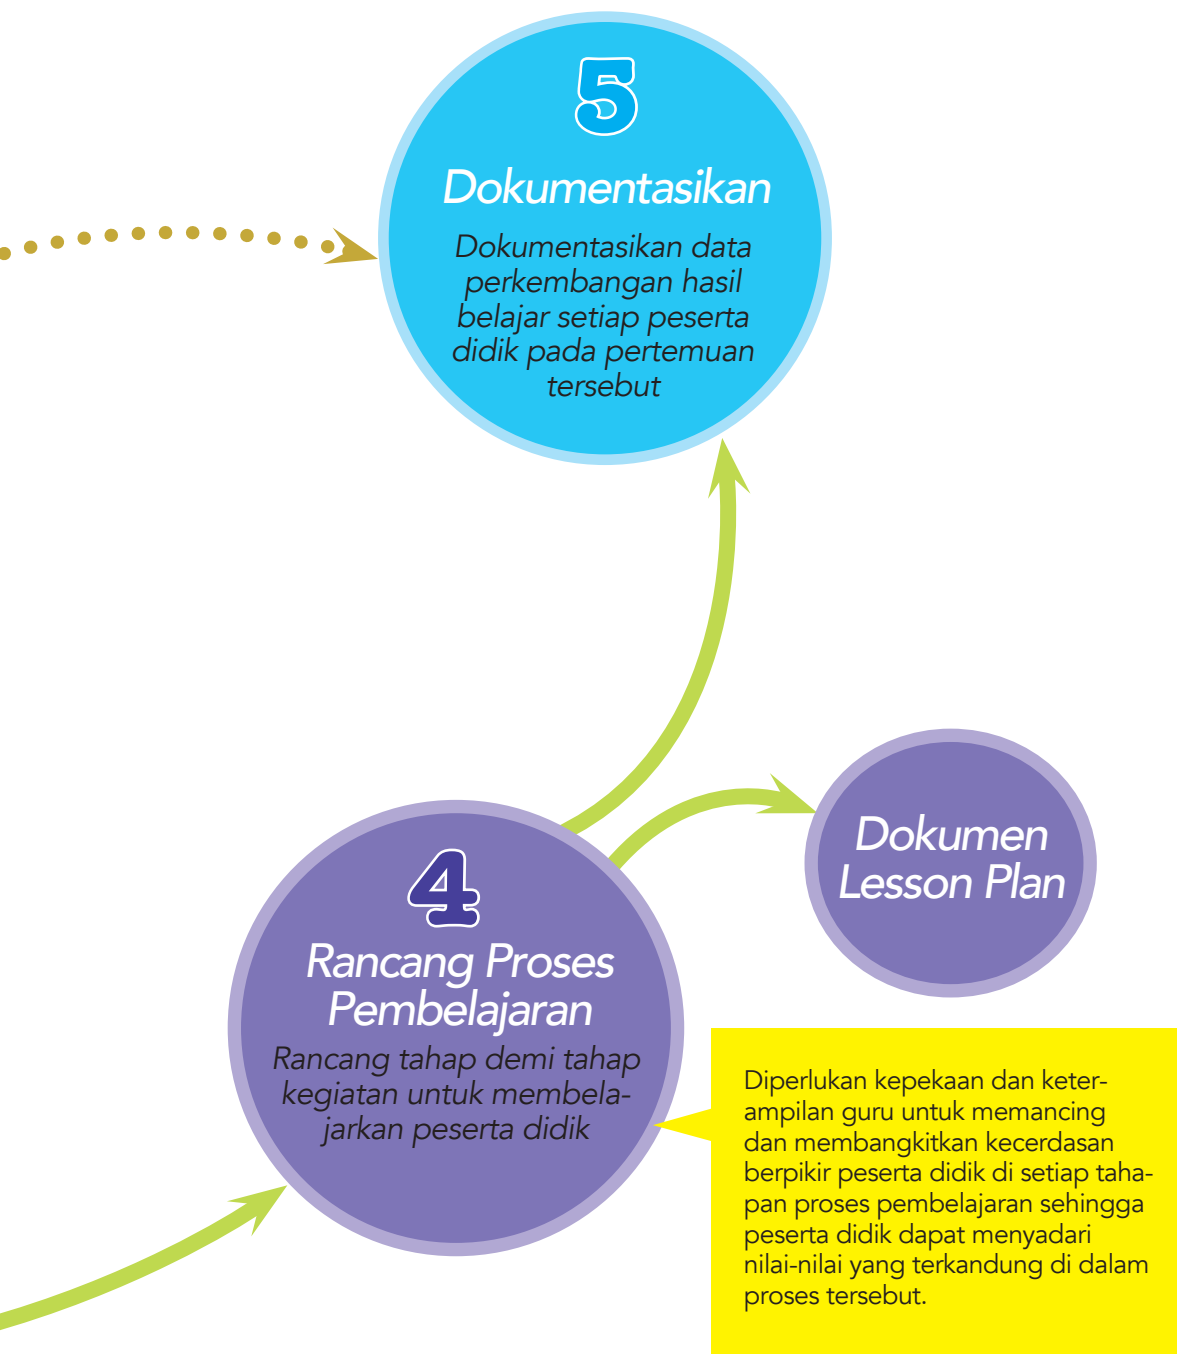 5
Dokumentasikan
Dokumentasikan data
perkembangan hasil
belajar setiap peserta
didik pada pertemuan
tersebut
Dokumen
Lesson Plan
4
Rancang Proses
Pembelajaran
Rancang tahap demi tahap
kegiatan untuk membela-
jarkan peserta didik
Diperlukan kepekaan dan keter-
ampilan guru untuk memancing
dan membangkitkan kecerdasan
berpikir peserta didik di setiap taha-
pan proses pembelajaran sehingga
peserta didik dapat menyadari
nilai-nilai yang terkandung di dalam
proses tersebut.